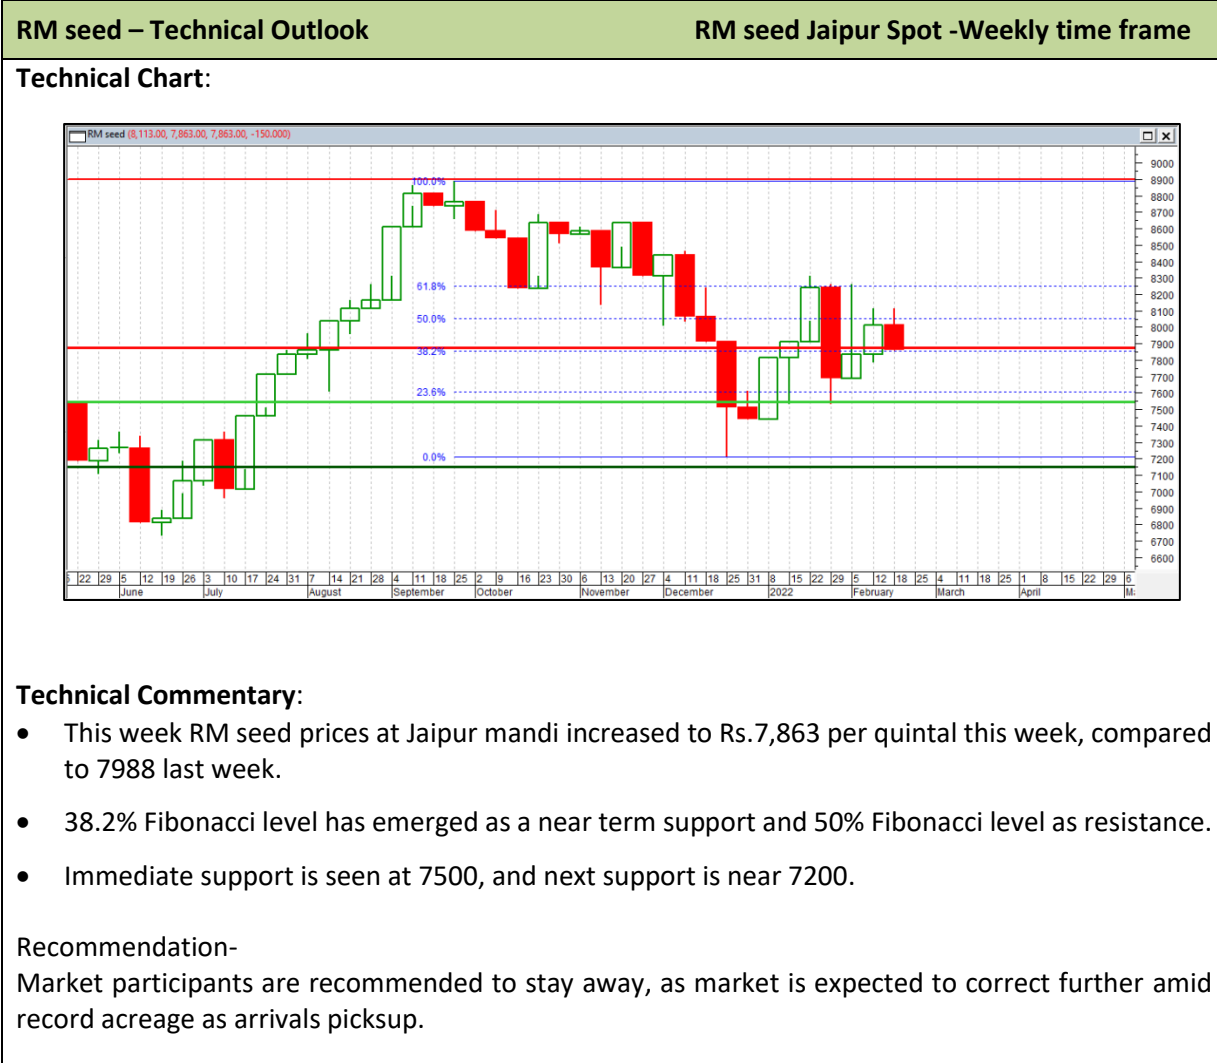 RM seed – Technical Outlook RM seed Jaipur Spot -Weekly time frame
Technical Chart:
RM seed (8,113.00, 7,863.00, 7,863.00, -150.000)
9000
8900
8800
8700
8600
8500
8400
8300
8200
8100
8000
7900
7800
7700
7600
7500
7400
7300
7200
7100
7000
6900
6800
6700
6600
100.0%
61.8%
50.0%
38.2%
23.6%
0.0%
22 29 5 12 19 26 3 10 17 24 31 7 14 21 28 4 11 18 25 2 9 16 23 30 6 13 20 27 4 11 18 25 31 8 15 22 29 5 12 18 25 4 11 18 25 1 8 15 22 29 6
June July August September October November December 2022 February March April
Technical Commentary:
• This week RM seed prices at Jaipur mandi increased to Rs.7,863 per quintal this week, compared
to 7988 last week.
• 38.2% Fibonacci level has emerged as a near term support and 50% Fibonacci level as resistance.
• Immediate support is seen at 7500, and next support is near 7200.
Recommendation-
Market participants are recommended to stay away, as market is expected to correct further amid
record acreage as arrivals picksup.